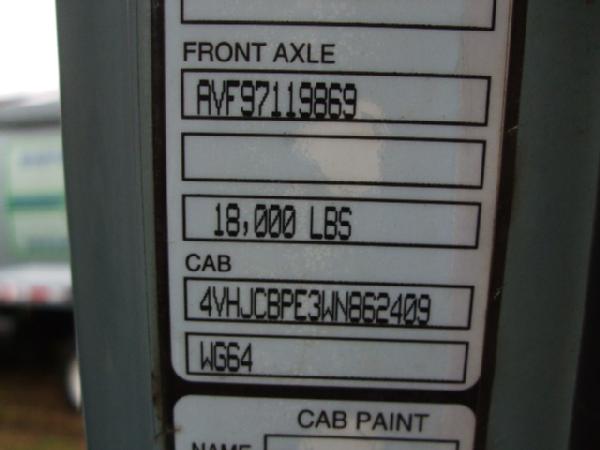 FRONT AXLE
AVF97119869
18,000 LBS
CAB
4VHJCBPE3WN862409
WG64
CAB PAINT
NAME